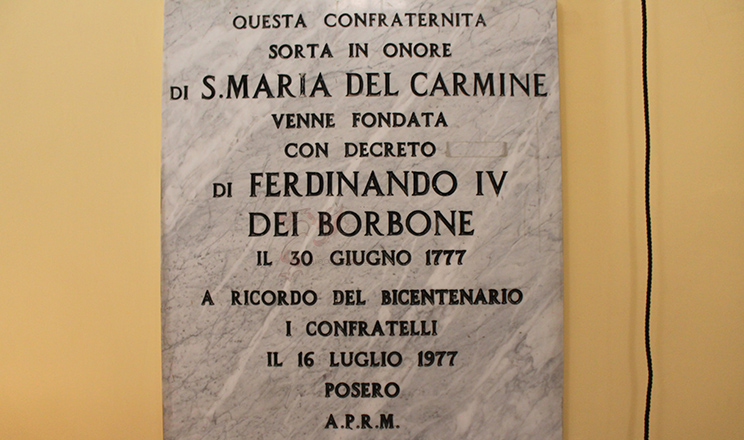 QUESTA CONFRATERNITA
SORTA IN ONORE
DI S.MARIA DEL CARMINE
VENNE FONDATA
CON DECRETO
DI FERDINANDO IV
DEI BORBONE
IL 30 GIUGNO 1777
A RICORDO DEL BICENTENARIO
I CONFRATELLI
IL 16 LUGLIO 1977
POSERO
A.P.R.M.